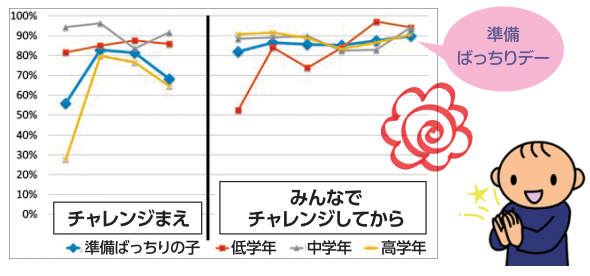 100%
90%
80%
70%
60%
50%
40%
30%
20%
10%
0%
チャレンジまえ
みんなで
チャレンジしてから
準備ばっちりの子 低学年 中学年 高学年
準備
ばっちりデー